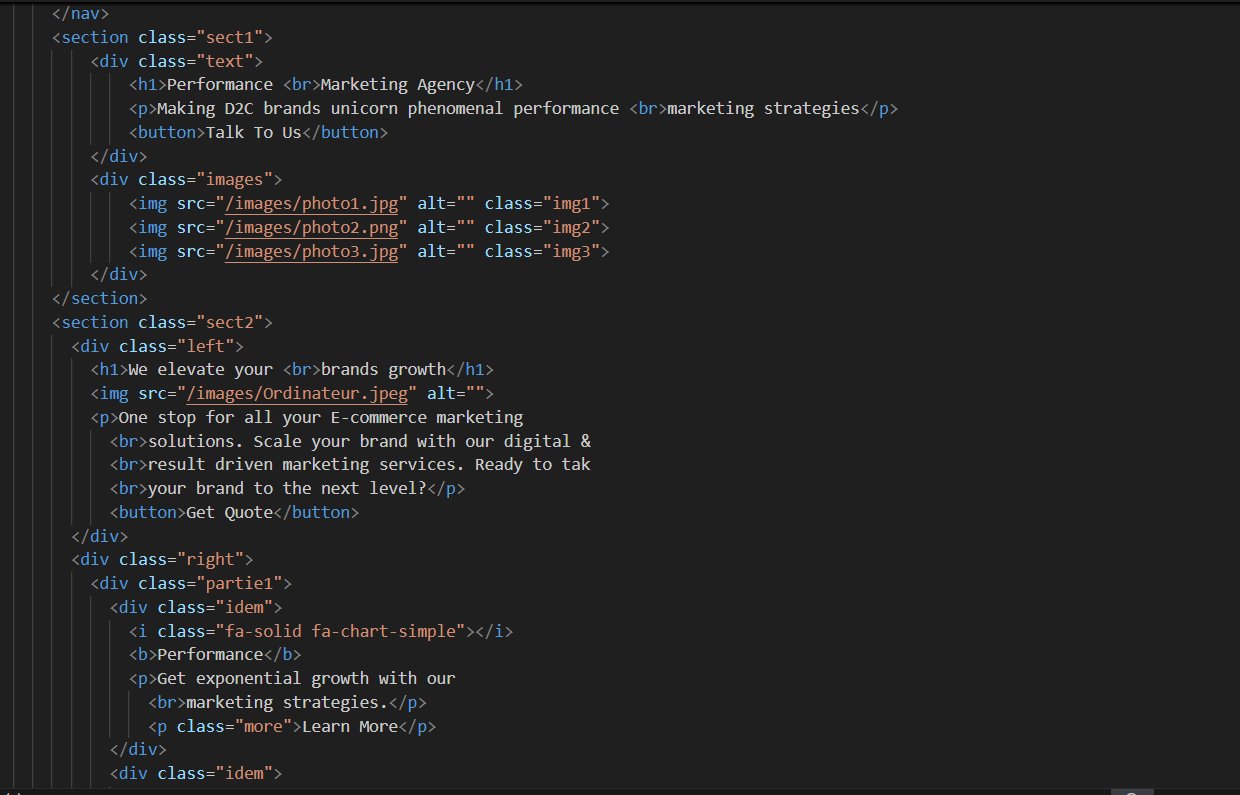 </nav>
<section class="sect1">
<div class="text">
<h1>Performance <br>Marketing Agency</h1>
<p>Making D2C brands unicorn phenomenal performance <br>marketing strategies</p>
<button>Talk To Us</button>
</div>
<div class="images">
<img src="/images/photo1.jpg" alt="" class="img1">
<img src="/images/photo2.png" alt="" class="img2">
<img src="/images/photo3.jpg" alt="" class="img3">
</div>
</section>
<section class="sect2">
<div class="left">
<h1>We elevate your <br>brands growth</h1>
<img src="/images/Ordinateur.jpeg" alt="">
<p>One stop for all your E-commerce marketing
<br>solutions. Scale your brand with our digital &
<br>result driven marketing services. Ready to tak
<br>your brand to the next level?</p>
<button>Get Quote</button>
</div>
<div class="right">
<div class="partie1">
<div class="idem">
<i class="fa-solid fa-chart-simple"></i>
<b>Performance</b>
<p>Get exponential growth with our
<br>marketing strategies.</p>
<p class="more">Learn More</p>
</div>
<div class="idem">